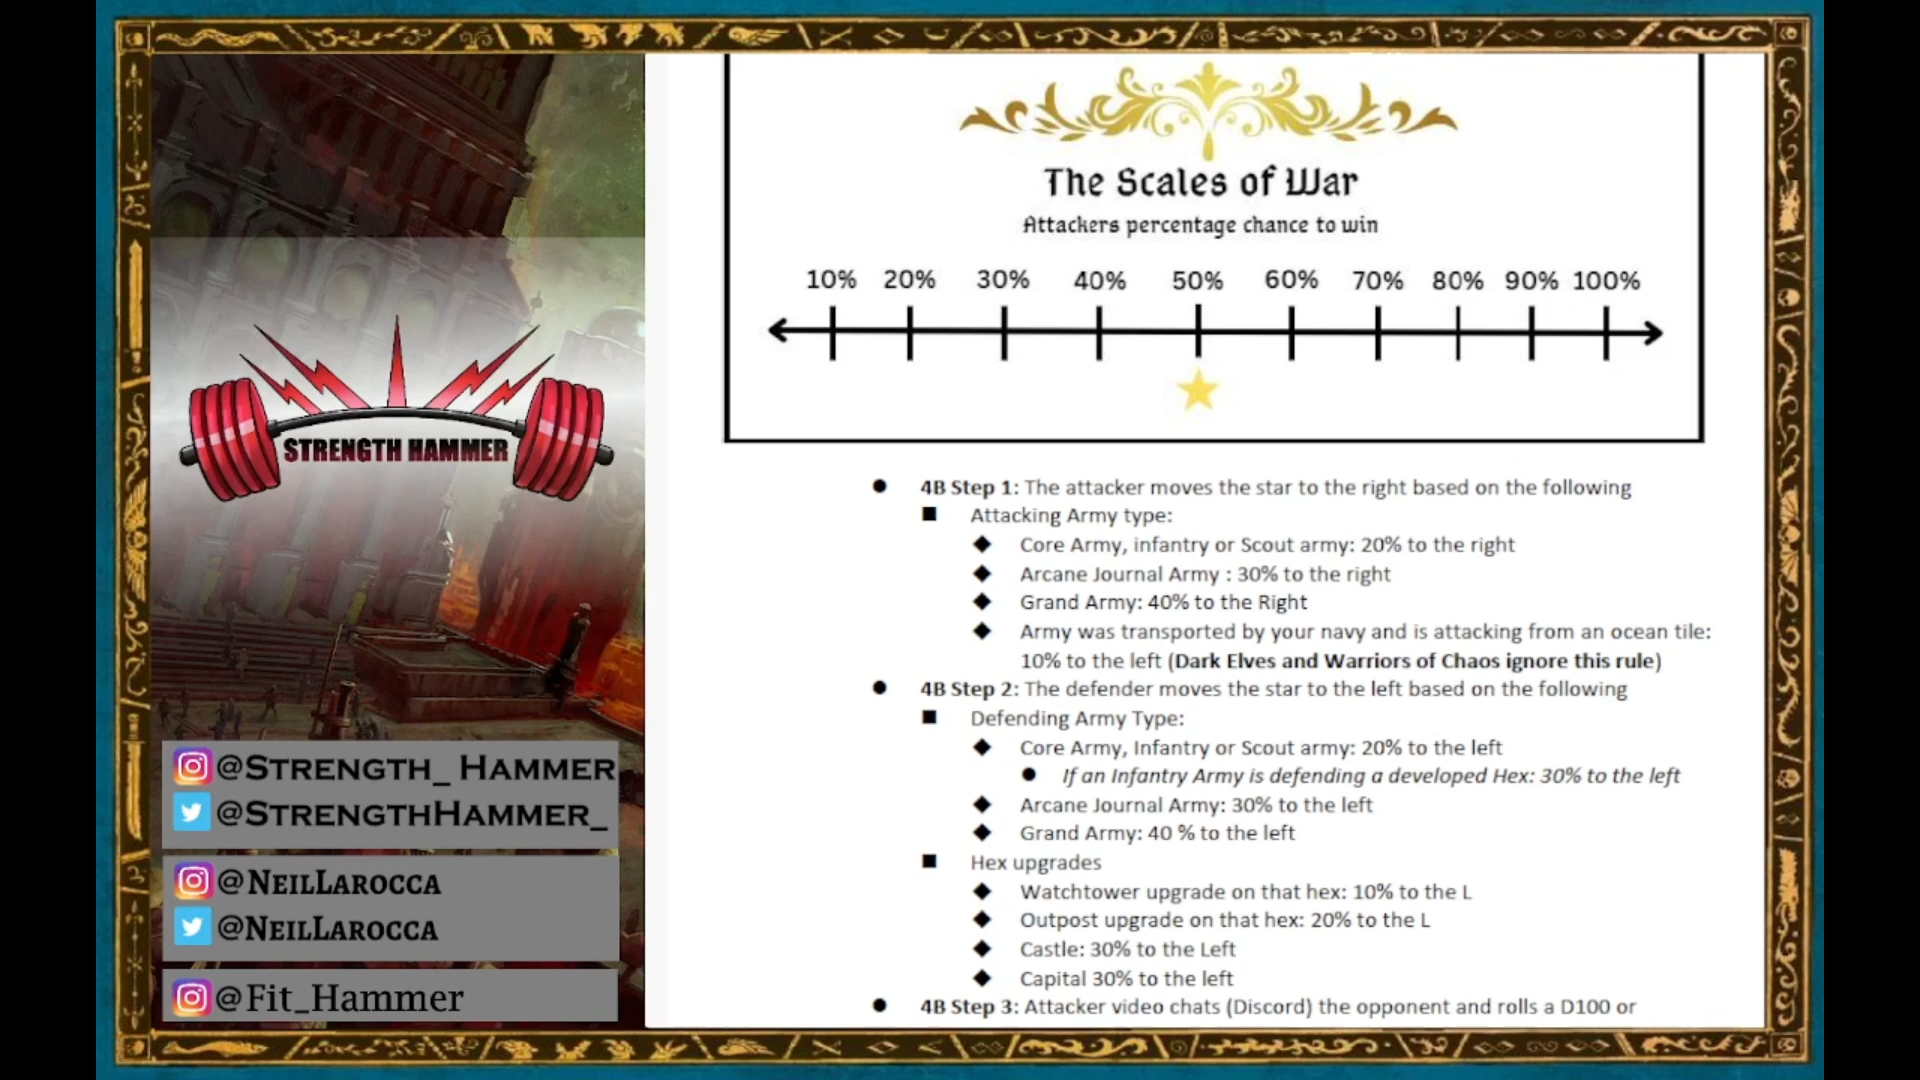 The Scales of War
Attackers percentage chance to win
10% 20% 30% 40% 50% 60% 70% 80% 90% 100%
STRENGTH HAMMER
4B Step 1: The attacker moves the star to the right based on the following
Attacking Army type:
Core Army, infantry or Scout army: 20% to the right
Arcane Journal Army : 30% to the right
Grand Army: 40% to the Right
Army was transported by your navy and is attacking from an ocean tile:
10% to the left (Dark Elves and Warriors of Chaos ignore this rule)
4B Step 2: The defender moves the star to the left based on the following
Defending Army Type:
Core Army, Infantry or Scout army: 20% to the left
If an Infantry Army is defending a developed Hex: 30% to the left
Arcane Journal Army: 30% to the left
Grand Army: 40 % to the left
Hex upgrades
Watchtower upgrade on that hex: 10% to the L
Outpost upgrade on that hex: 20% to the L
Castle: 30% to the Left
Capital 30% to the left
4B Step 3: Attacker video chats (Discord) the opponent and rolls a D100 or
@STRENGTH_HAMMER
@STRENGTHHAMMER_
@NEILLAROCCA
@NEILLAROCCA
@Fit_Hammer